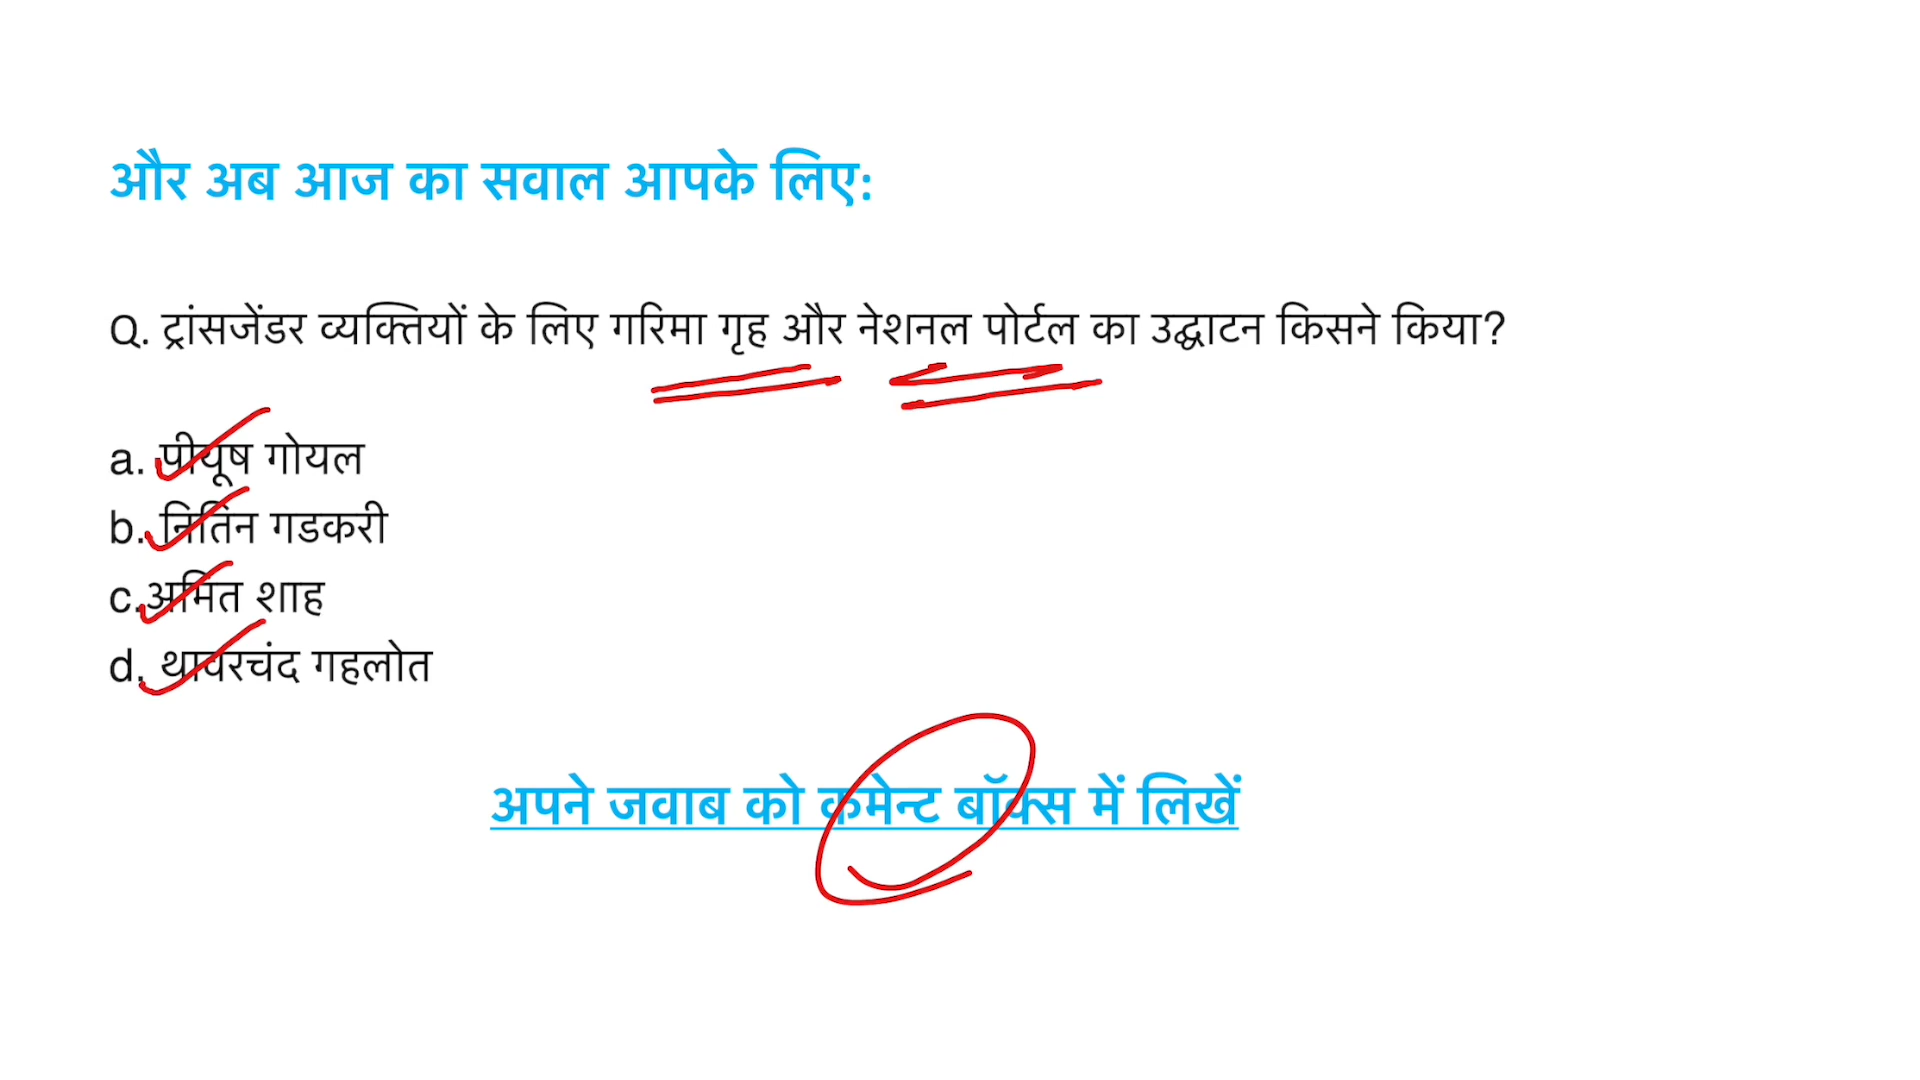 और अब आज का सवाल आपके लिए:
Q. ट्रांसजेंडर व्यक्तियों के लिए गरिमा गृह और नेशनल पोर्टल का उद्घाटन किसने किया?
a. पीयूष गोयल
b. नितिन गडकरी
c.अमित शाह
d. थावरचंद गहलोत
अपने जवाब को कमेन्ट बॉक्स में लिखें